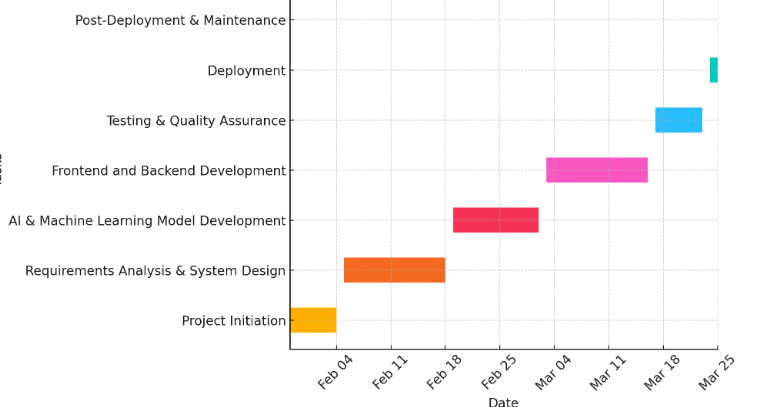 Post-Deployment & Maintenance
Deployment
Testing & Quality Assurance
Frontend and Backend Development
AI & Machine Learning Model Development
Requirements Analysis & System Design
Project Initiation
Feb 04
Feb 11
Feb 18
Feb 25
Mar 04
Mar 11
Mar 18
Mar 25
Date